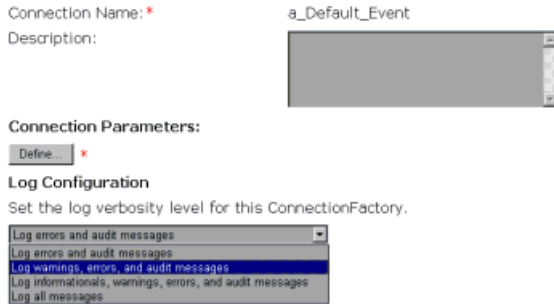 Connection Name:* a_Default_Event
Description:
Connection Parameters:
Define... *
Log Configuration
Set the log verbosity level for this ConnectionFactory.
Log errors and audit messages
Log errors and audit messages
Log warnings, errors, and audit messages
Log informationals, warnings, errors, and audit messages
Log all messages